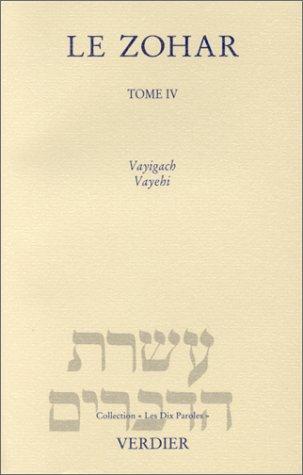 LE ZOHAR
TOME IV
Vayigach
Vayehi
עשרת
הדברים
Collection « Les Dix Paroles »
VERDIER